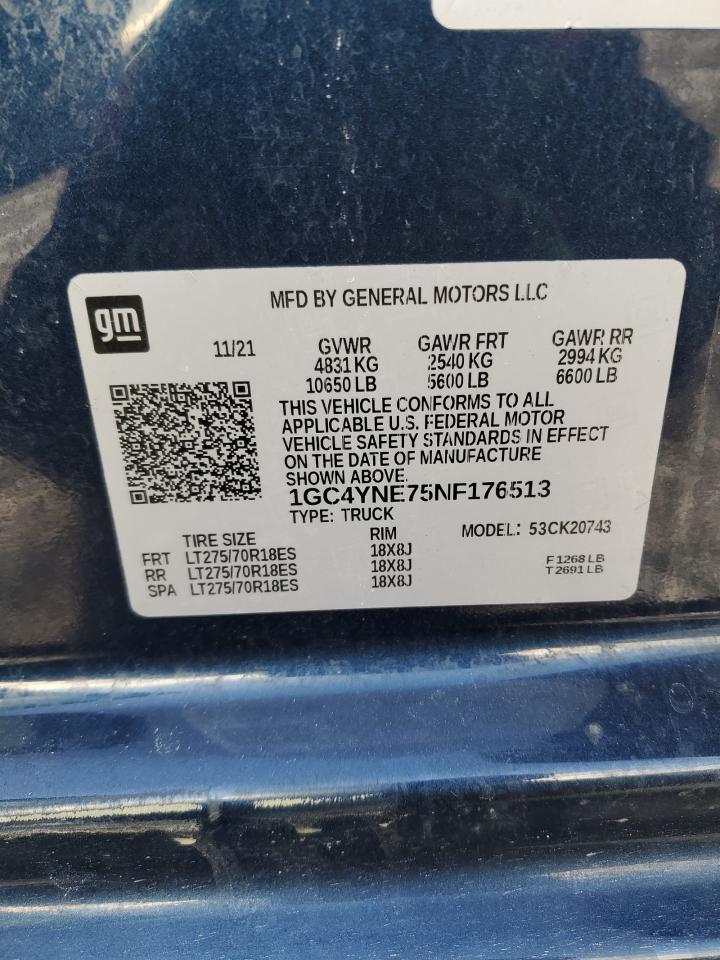 gm
MFD BY GENERAL MOTORS LLC
11/21
GVWR GAWR FRT GAWR RR
4831 KG 2540 KG 2994 KG
10650 LB 5600 LB 6600 LB
THIS VEHICLE CONFORMS TO ALL
APPLICABLE U.S. FEDERAL MOTOR
VEHICLE SAFETY STANDARDS IN EFFECT
ON THE DATE OF MANUFACTURE
SHOWN ABOVE.
1GC4YNE75NF176513
TYPE: TRUCK MODEL: 53CK20743
TIRE SIZE RIM
FRT LT275/70R18ES 18X8J F 1268 LB
RR LT275/70R18ES 18X8J T 2691 LB
SPA LT275/70R18ES 18X8J